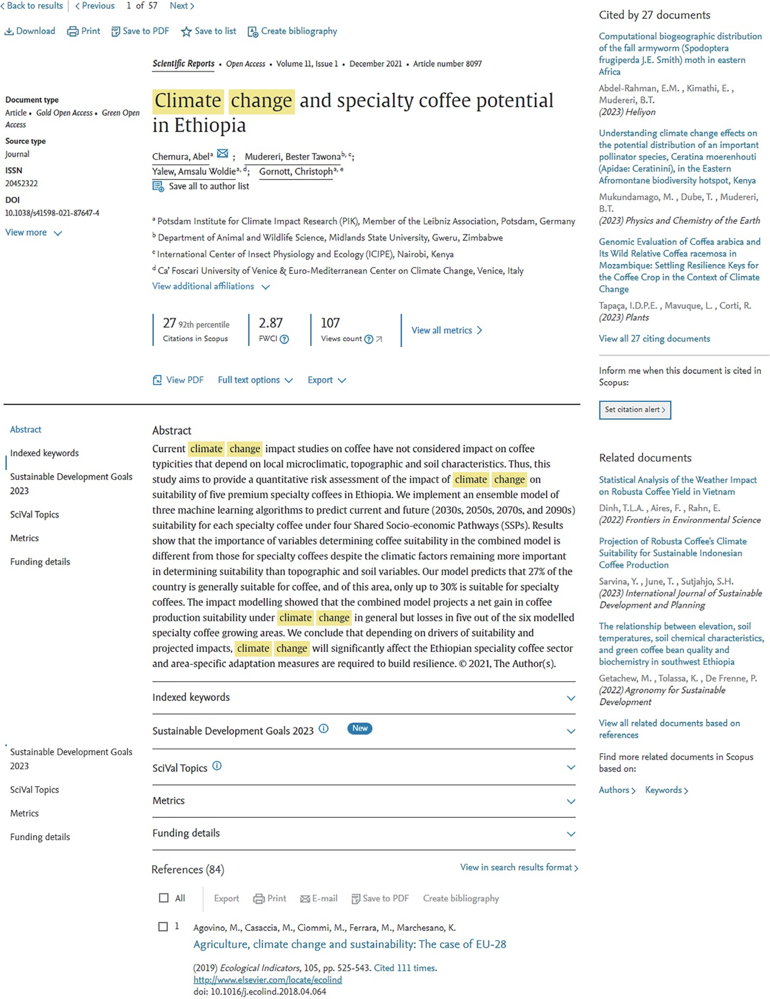 Back to results Previous 1 of 57 Next
Download Print Save to PDF Save to list Create bibliography
Scientific Reports • Open Access • Volume 11, Issue 1 • December 2021 • Article number 8097
Document type
Article • Gold Open Access • Green Open
Access
Source type
Journal
ISSN
20452322
DOI
10.1038/s41598-021-87647-4
View more
Climate change and specialty coffee potential
in Ethiopia
Chemura, Abelᵃ ; Mudereri, Bester Tawonaᵇ, ᶜ;
Yalew, Amsalu Woldieᵃ, ᵈ; Gornott, Christophᵃ, ᵉ
Save all to author list
ᵃ Potsdam Institute for Climate Impact Research (PIK), Member of the Leibniz Association, Potsdam, Germany
ᵇ Department of Animal and Wildlife Science, Midlands State University, Gweru, Zimbabwe
ᶜ International Center of Insect Physiology and Ecology (ICIPE), Nairobi, Kenya
ᵈ Ca’ Foscari University of Venice & Euro-Mediterranean Center on Climate Change, Venice, Italy
View additional affiliations
27 92th percentile
Citations in Scopus
2.87
FWCI
107
Views count
View all metrics
View PDF Full text options Export
Abstract
Indexed keywords
Sustainable Development Goals
2023
SciVal Topics
Metrics
Funding details
Abstract
Current climate change impact studies on coffee have not considered impact on coffee
typicities that depend on local microclimatic, topographic and soil characteristics. Thus, this
study aims to provide a quantitative risk assessment of the impact of climate change on
suitability of five premium specialty coffees in Ethiopia. We implement an ensemble model of
three machine learning algorithms to predict current and future (2030s, 2050s, 2070s, and 2090s)
suitability for each specialty coffee under four Shared Socio-economic Pathways (SSPs). Results
show that the importance of variables determining coffee suitability in the combined model is
different from those for specialty coffees despite the climatic factors remaining more important
in determining suitability than topographic and soil variables. Our model predicts that 27% of the
country is generally suitable for coffee, and of this area, only up to 30% is suitable for specialty
coffees. The impact modelling showed that the combined model projects a net gain in coffee
production suitability under climate change in general but losses in five out of the six modelled
specialty coffee growing areas. We conclude that depending on drivers of suitability and
projected impacts, climate change will significantly affect the Ethiopian speciality coffee sector
and area-specific adaptation measures are required to build resilience. © 2021, The Author(s).
Indexed keywords
Sustainable Development Goals 2023 New
SciVal Topics
Metrics
Funding details
Sustainable Development Goals
2023
SciVal Topics
Metrics
Funding details
References (84)
View in search results format
All Export Print E-mail Save to PDF Create bibliography
1 Agovino, M., Casaccia, M., Ciommi, M., Ferrara, M., Marchesano, K.
Agriculture, climate change and sustainability: The case of EU-28
(2019) Ecological Indicators, 105, pp. 525-543. Cited 111 times.
http://www.elsevier.com/locate/ecolind
doi: 10.1016/j.ecolind.2018.04.064
Cited by 27 documents
Computational biogeographic distribution
of the fall armyworm (Spodoptera
frugiperda J.E. Smith) moth in eastern
Africa
Abdel-Rahman, E.M. , Kimathi, E. ,
Mudereri, B.T.
(2023) Heliyon
Understanding climate change effects on
the potential distribution of an important
pollinator species, Ceratina moerenhouti
(Apidae: Ceratinini), in the Eastern
Afromontane biodiversity hotspot, Kenya
Mukundamago, M. , Dube, T. , Mudereri,
B.T.
(2023) Physics and Chemistry of the Earth
Genomic Evaluation of Coffea arabica and
Its Wild Relative Coffea racemosa in
Mozambique: Settling Resilience Keys for
the Coffee Crop in the Context of Climate
Change
Tapaça, I.D.P.E. , Mavuque, L. , Corti, R.
(2023) Plants
View all 27 citing documents
Inform me when this document is cited in
Scopus:
Set citation alert
Related documents
Statistical Analysis of the Weather Impact
on Robusta Coffee Yield in Vietnam
Dinh, T.L.A. , Aires, F. , Rahn, E.
(2022) Frontiers in Environmental Science
Projection of Robusta Coffee's Climate
Suitability for Sustainable Indonesian
Coffee Production
Sarvina, Y. , June, T. , Sutjahjo, S.H.
(2023) International Journal of Sustainable
Development and Planning
The relationship between elevation, soil
temperatures, soil chemical characteristics,
and green coffee bean quality and
biochemistry in southwest Ethiopia
Getachew, M. , Tolassa, K. , De Frenne, P.
(2022) Agronomy for Sustainable
Development
View all related documents based on
references
Find more related documents in Scopus
based on:
Authors Keywords